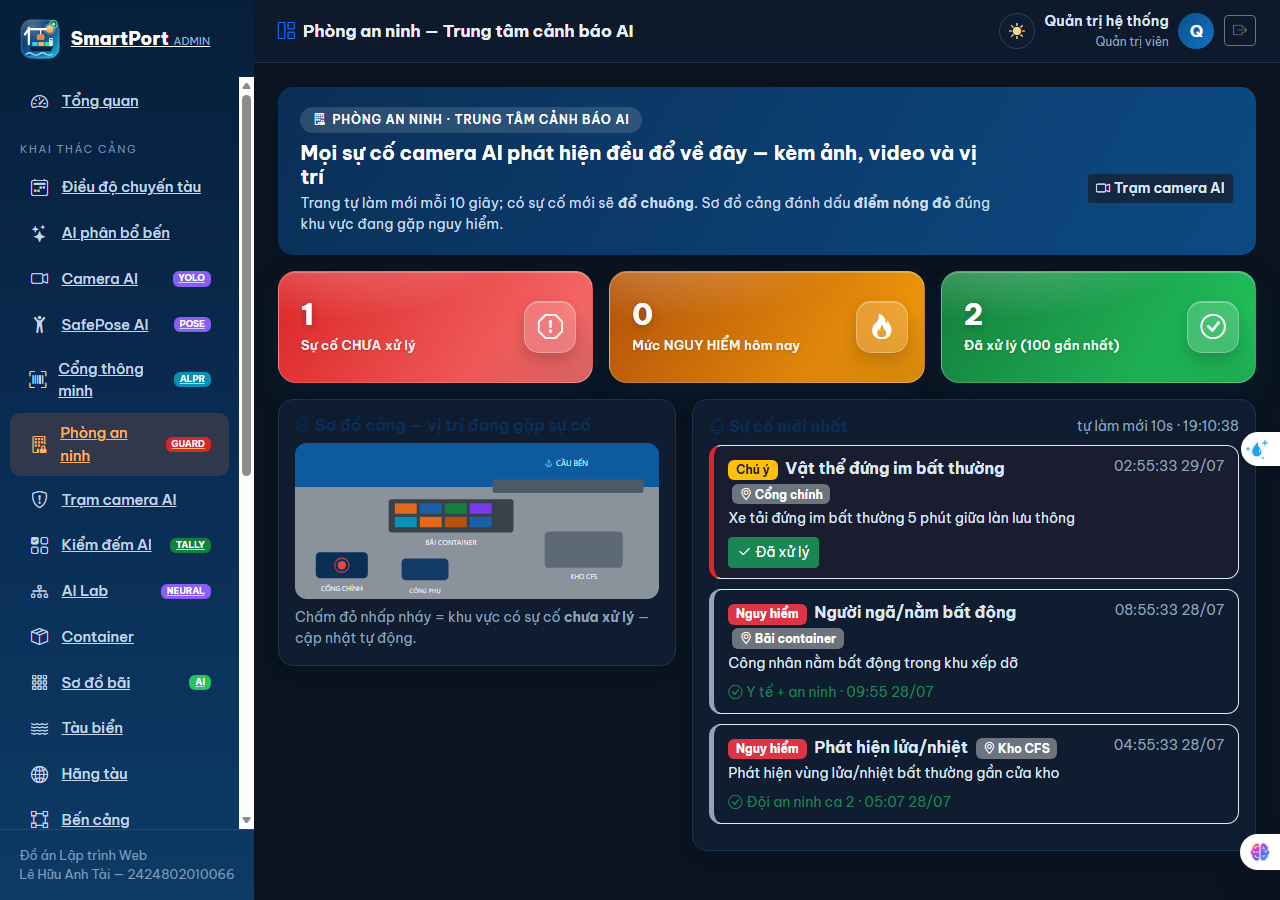 SmartPort ADMIN
Phòng an ninh — Trung tâm cảnh báo AI
Quản trị hệ thống
Quản trị viên
Q
Tổng quan
KHAI THÁC CẢNG
Điều độ chuyến tàu
AI phân bổ bến
Camera AI YOLO
SafePose AI POSE
Cổng thông
minh
ALPR
Phòng an
ninh
GUARD
Trạm camera AI
Kiểm đếm AI TALLY
AI Lab NEURAL
Container
Sơ đồ bãi AI
Tàu biển
Hãng tàu
Bến cảng
Đồ án Lập trình Web
Lê Hữu Anh Tài — 2424802010066
PHÒNG AN NINH · TRUNG TÂM CẢNH BÁO AI
Mọi sự cố camera AI phát hiện đều đổ về đây — kèm ảnh, video và vị
trí
Trang tự làm mới mỗi 10 giây; có sự cố mới sẽ đổ chuông. Sơ đồ cảng đánh dấu điểm nóng đỏ đúng
khu vực đang gặp nguy hiểm.
Trạm camera AI
1
Sự cố CHƯA xử lý
0
Mức NGUY HIỂM hôm nay
2
Đã xử lý (100 gần nhất)
Sơ đồ cảng — vị trí đang gặp sự cố
CẦU BẾN
BÃI CONTAINER
KHO CFS
CỔNG CHÍNH
CỔNG PHỤ
Chấm đỏ nhấp nháy = khu vực có sự cố chưa xử lý —
cập nhật tự động.
Sự cố mới nhất
tự làm mới 10s · 19:10:38
Chú ý Vật thể đứng im bất thường 02:55:33 29/07
Cổng chính
Xe tải đứng im bất thường 5 phút giữa làn lưu thông
Đã xử lý
Nguy hiểm Người ngã/nằm bất động 08:55:33 28/07
Bãi container
Công nhân nằm bất động trong khu xếp dỡ
Y tế + an ninh · 09:55 28/07
Nguy hiểm Phát hiện lửa/nhiệt Kho CFS 04:55:33 28/07
Phát hiện vùng lửa/nhiệt bất thường gần cửa kho
Đội an ninh ca 2 · 05:07 28/07